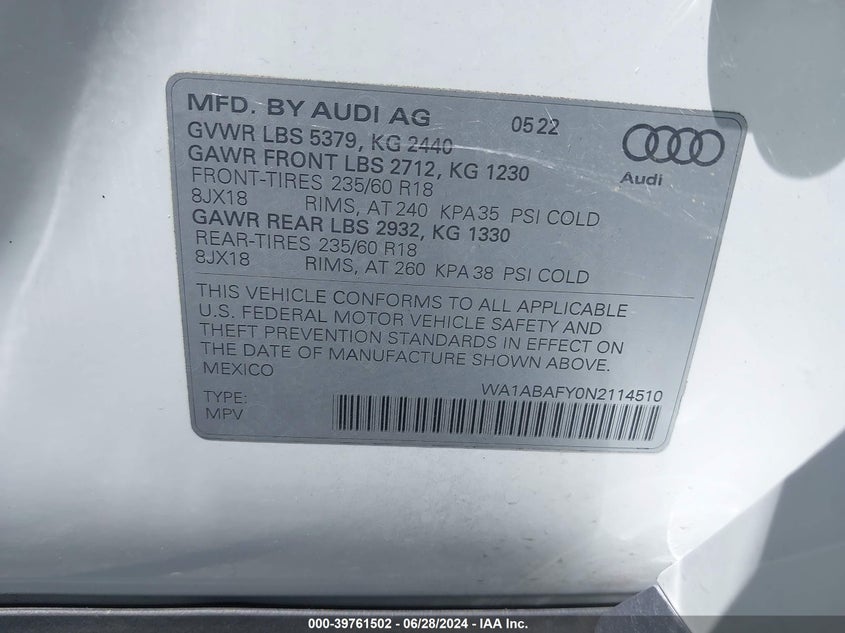 MFD. BY AUDI AG 05 22
GVWR LBS 5379, KG 2440
GAWR FRONT LBS 2712, KG 1230
FRONT-TIRES 235/60 R18
8JX18 RIMS, AT 240 KPA 35 PSI COLD
GAWR REAR LBS 2932, KG 1330
REAR-TIRES 235/60 R18
8JX18 RIMS, AT 260 KPA 38 PSI COLD
Audi
THIS VEHICLE CONFORMS TO ALL APPLICABLE
U.S. FEDERAL MOTOR VEHICLE SAFETY AND
THEFT PREVENTION STANDARDS IN EFFECT ON
THE DATE OF MANUFACTURE SHOWN ABOVE.
MEXICO
WA1ABAFY0N2114510
TYPE:
MPV
000-39761502 - 06/28/2024 - IAA Inc.